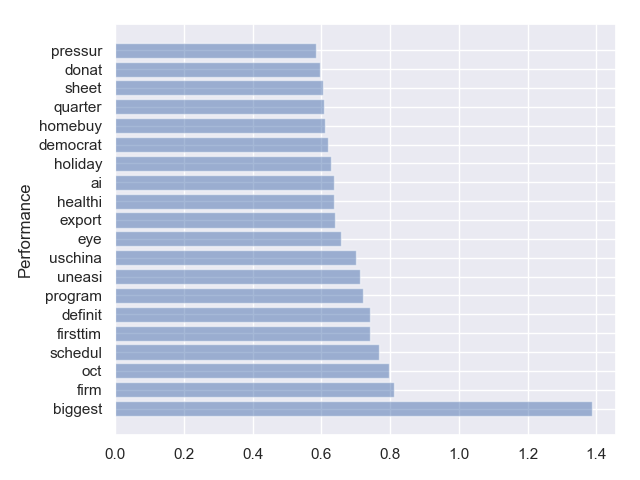 pressur
donat
sheet
quarter
homebuy
democrat
holiday
ai
healthi
export
eye
uschina
uneasi
program
definit
firsttim
schedul
oct
firm
biggest
Performance
0.0 0.2 0.4 0.6 0.8 1.0 1.2 1.4